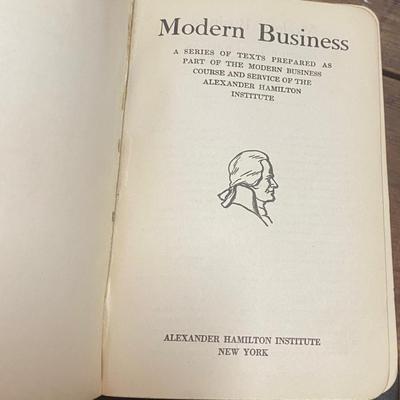 Modern Business
A SERIES OF TEXTS PREPARED AS
PART OF THE MODERN BUSINESS
COURSE AND SERVICE OF THE
ALEXANDER HAMILTON
INSTITUTE
ALEXANDER HAMILTON INSTITUTE
NEW YORK